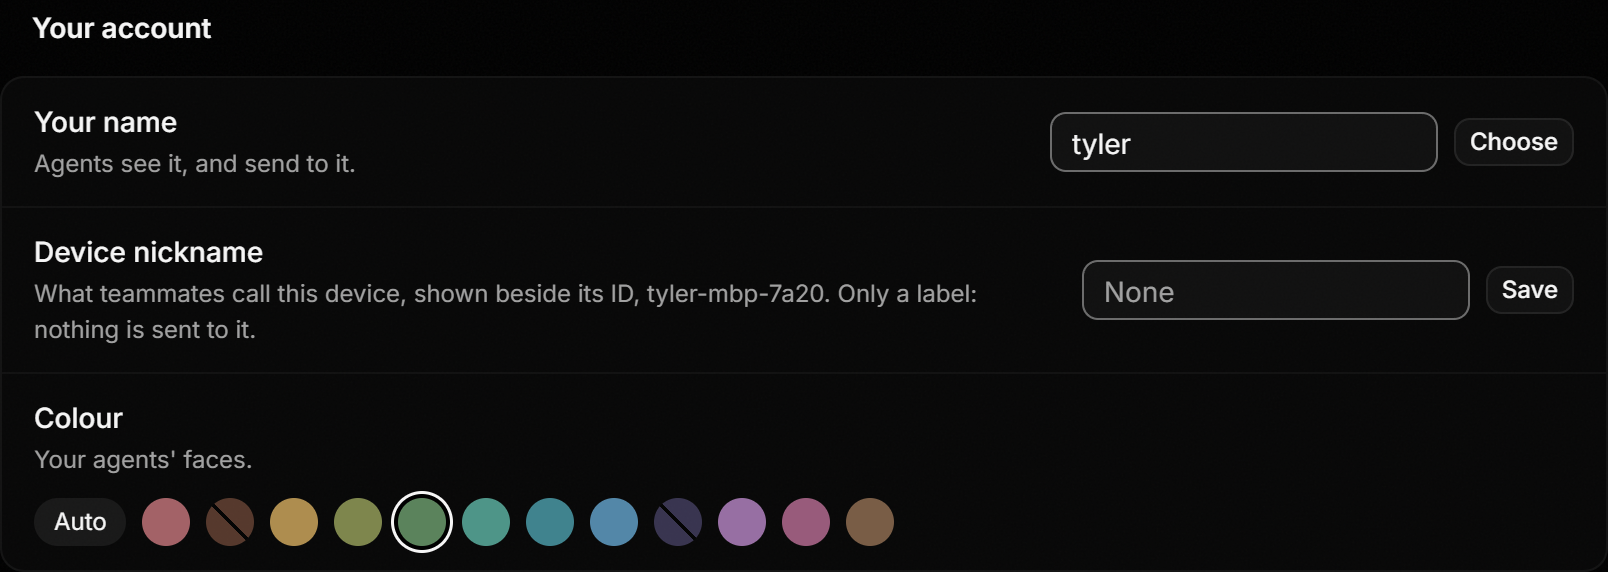 Your account
Your name
Agents see it, and send to it.
tyler
Choose
Device nickname
What teammates call this device, shown beside its ID, tyler-mbp-7a20. Only a label:
nothing is sent to it.
None
Save
Colour
Your agents' faces.
Auto